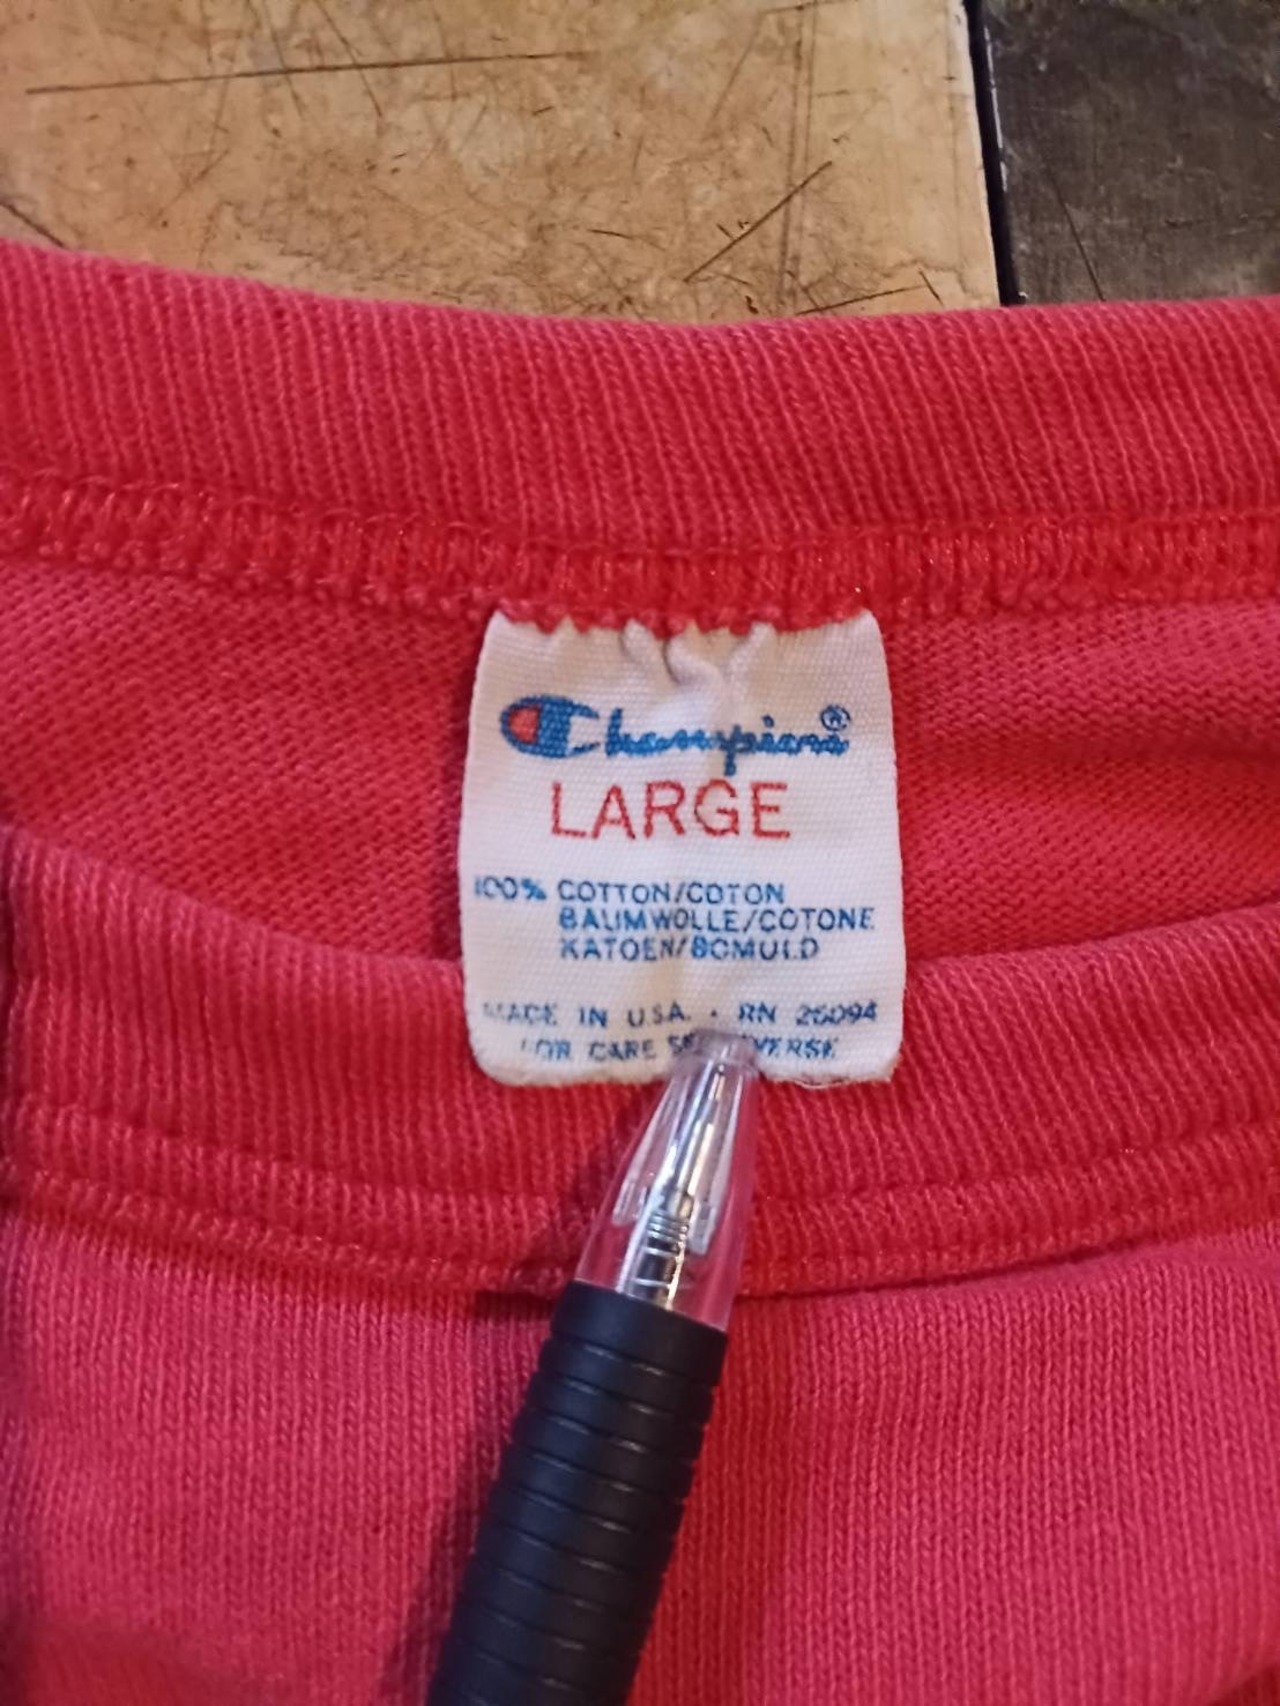 Champion®
LARGE
100% COTTON/COTON
BAUMWOLLE/COTONE
KATOEN/BOMULD
MADE IN U.S.A. · RN 26094
FOR CARE